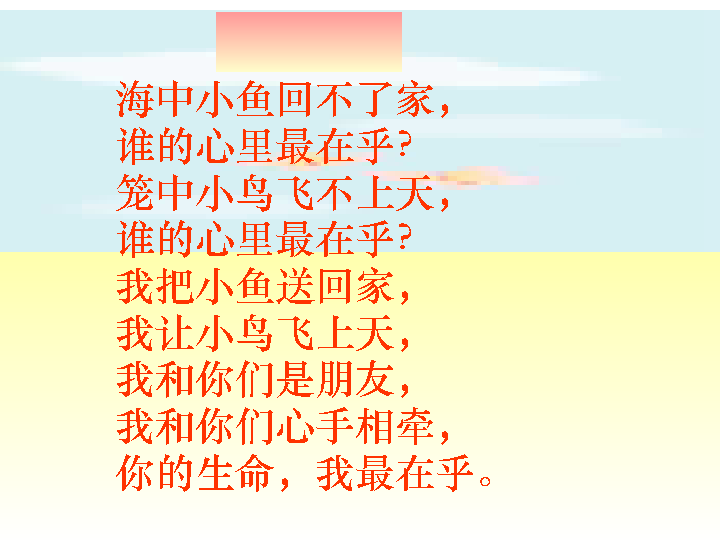 海中小鱼回不了家，
谁的心里最在乎?
笼中小鸟飞不上天，
谁的心里最在乎?
我把小鱼送回家，
我让小鸟飞上天，
我和你们是朋友，
我和你们心手相牵，
你的生命，我最在乎。